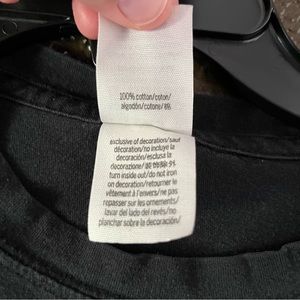 100% cotton/coton/
algodón/cotone/
exclusive of decoration/sauf
décoration/no incluye la
decoración/esclusa la
decorazione/
turn inside out/do not iron
on decoration/retourner le
vêtement à l'envers/ne pas
repasser sur les ornements/
lavar del lado del revés/no
planchar sobre la decoración/